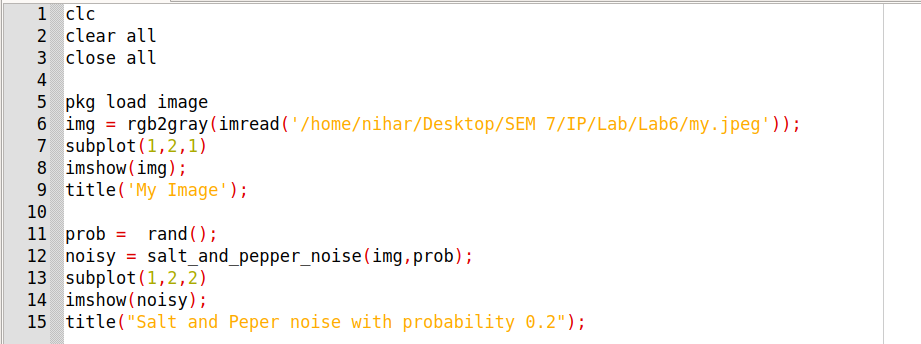 1 clc
2 clear all
3 close all
4
5 pkg load image
6 img = rgb2gray(imread('/home/nihar/Desktop/SEM 7/IP/Lab/Lab6/my.jpeg'));
7 subplot(1,2,1)
8 imshow(img);
9 title('My Image');
10
11 prob =  rand();
12 noisy = salt_and_pepper_noise(img,prob);
13 subplot(1,2,2)
14 imshow(noisy);
15 title("Salt and Peper noise with probability 0.2");